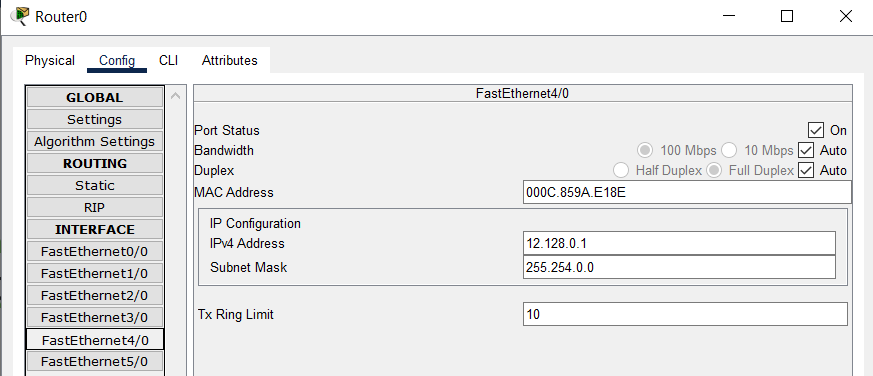 Router0
Physical Config CLI Attributes
GLOBAL
Settings
Algorithm Settings
ROUTING
Static
RIP
INTERFACE
FastEthernet0/0
FastEthernet1/0
FastEthernet2/0
FastEthernet3/0
FastEthernet4/0
FastEthernet5/0
FastEthernet4/0
Port Status On
Bandwidth 100 Mbps 10 Mbps Auto
Duplex Half Duplex Full Duplex Auto
MAC Address 000C.859A.E18E
IP Configuration
IPv4 Address 12.128.0.1
Subnet Mask 255.254.0.0
Tx Ring Limit 10